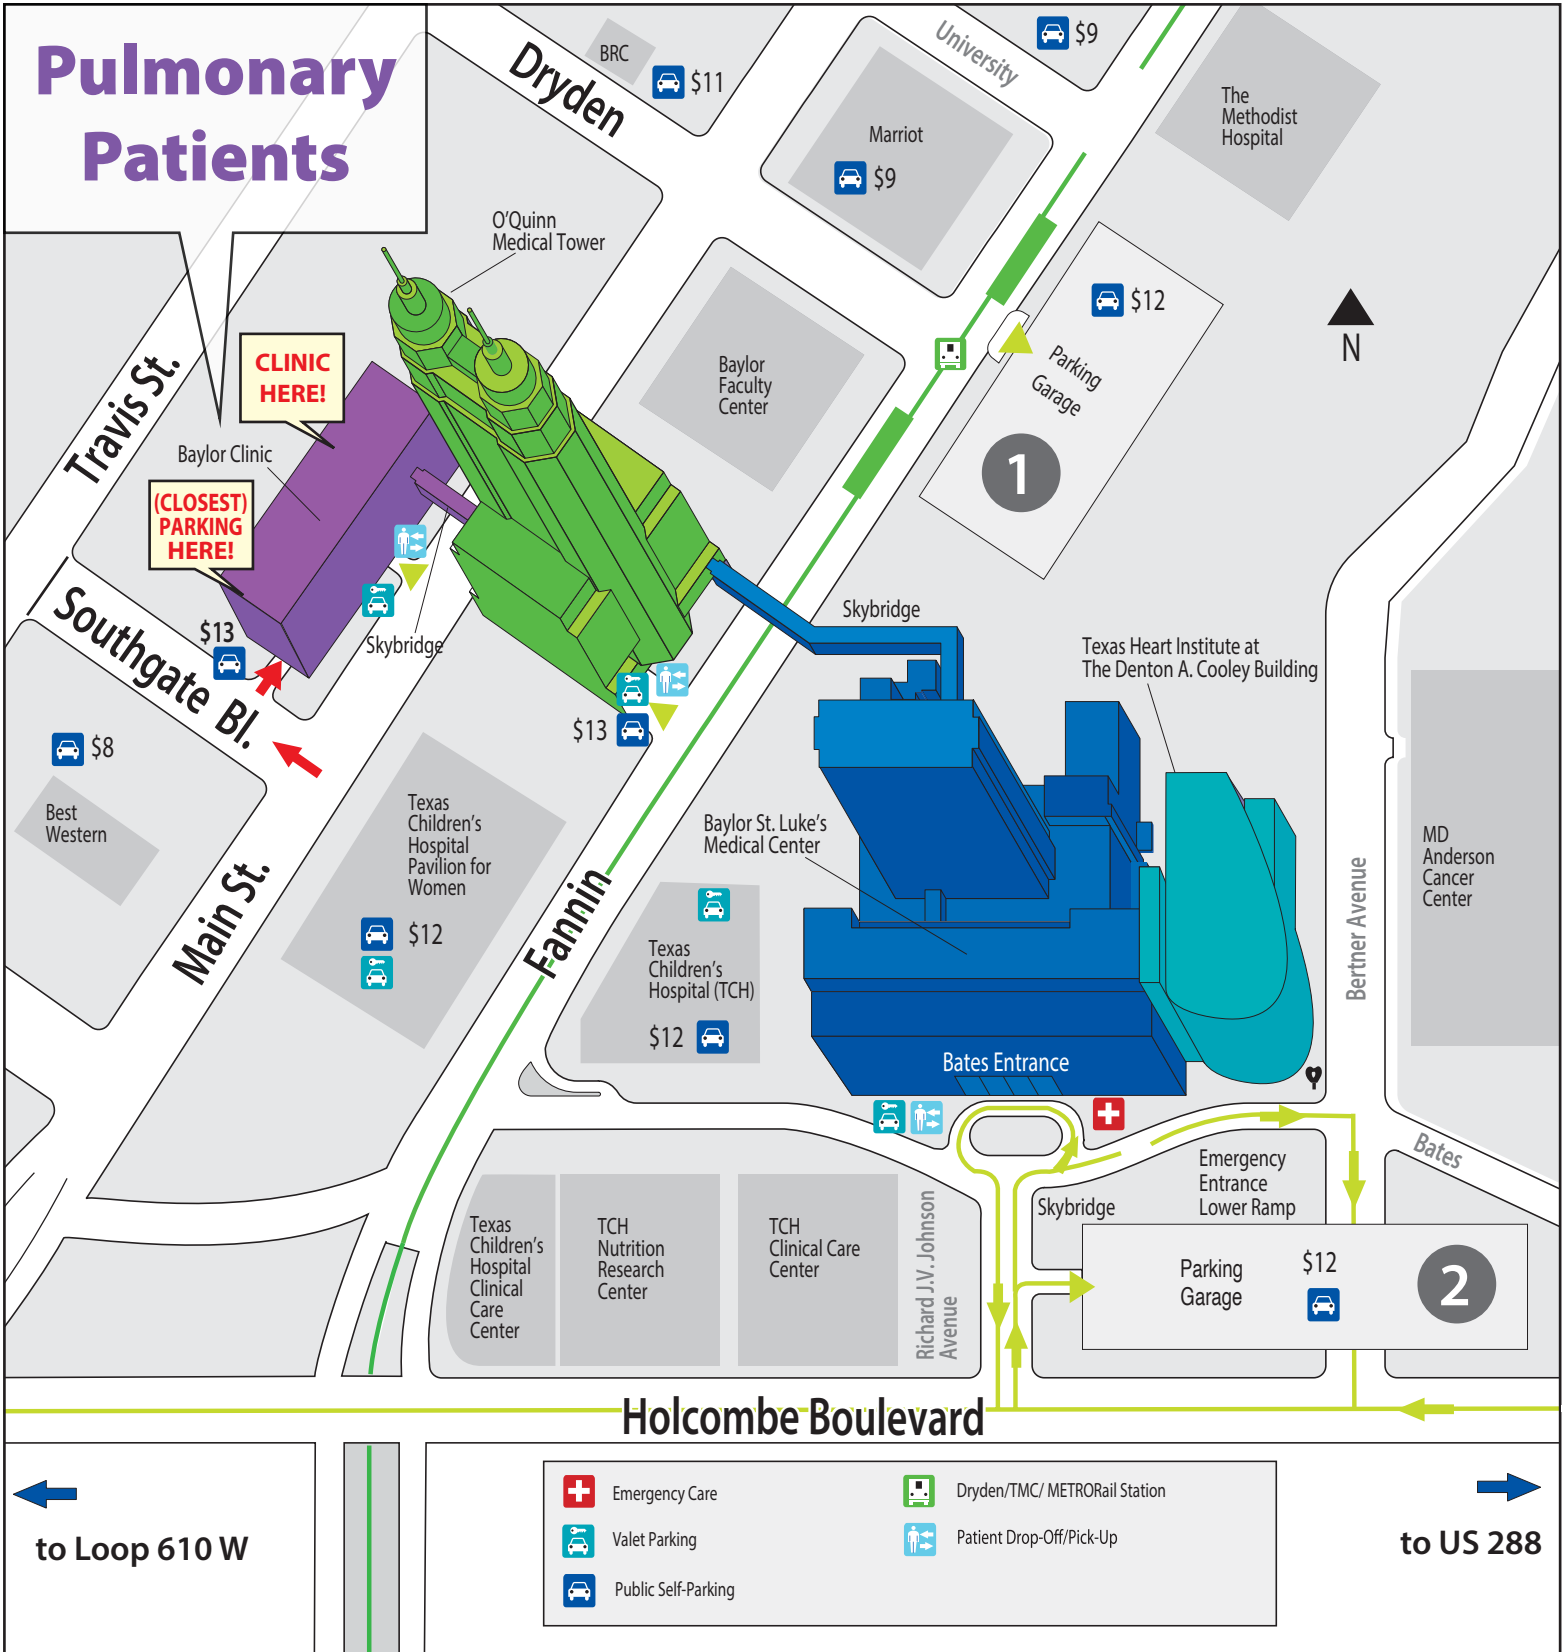 Pulmonary
Patients
Dryden
BRC
$11
University
$9
The
Methodist
Hospital
Marriot
$9
O'Quinn
Medical Tower
$12
Parking
Garage
1
N
Travis St.
CLINIC
HERE!
Baylor Clinic
(CLOSEST)
PARKING
HERE!
Baylor
Faculty
Center
Southgate Bl.
$13
Skybridge
Skybridge
Texas Heart Institute at
The Denton A. Cooley Building
$13
$8
Best
Western
Main St.
Texas
Children's
Hospital
Pavilion for
Women
$12
Fannin
Baylor St. Luke's
Medical Center
Texas
Children's
Hospital (TCH)
$12
Bertner Avenue
MD
Anderson
Cancer
Center
Bates Entrance
Bates
Emergency
Entrance
Lower Ramp
Skybridge
Texas
Children's
Hospital
Clinical
Care
Center
TCH
Nutrition
Research
Center
TCH
Clinical Care
Center
Richard J.V. Johnson
Avenue
Parking
Garage
$12
2
Holcombe Boulevard
to Loop 610 W
to US 288
Emergency Care
Valet Parking
Public Self-Parking
Dryden/TMC/ METRORail Station
Patient Drop-Off/Pick-Up